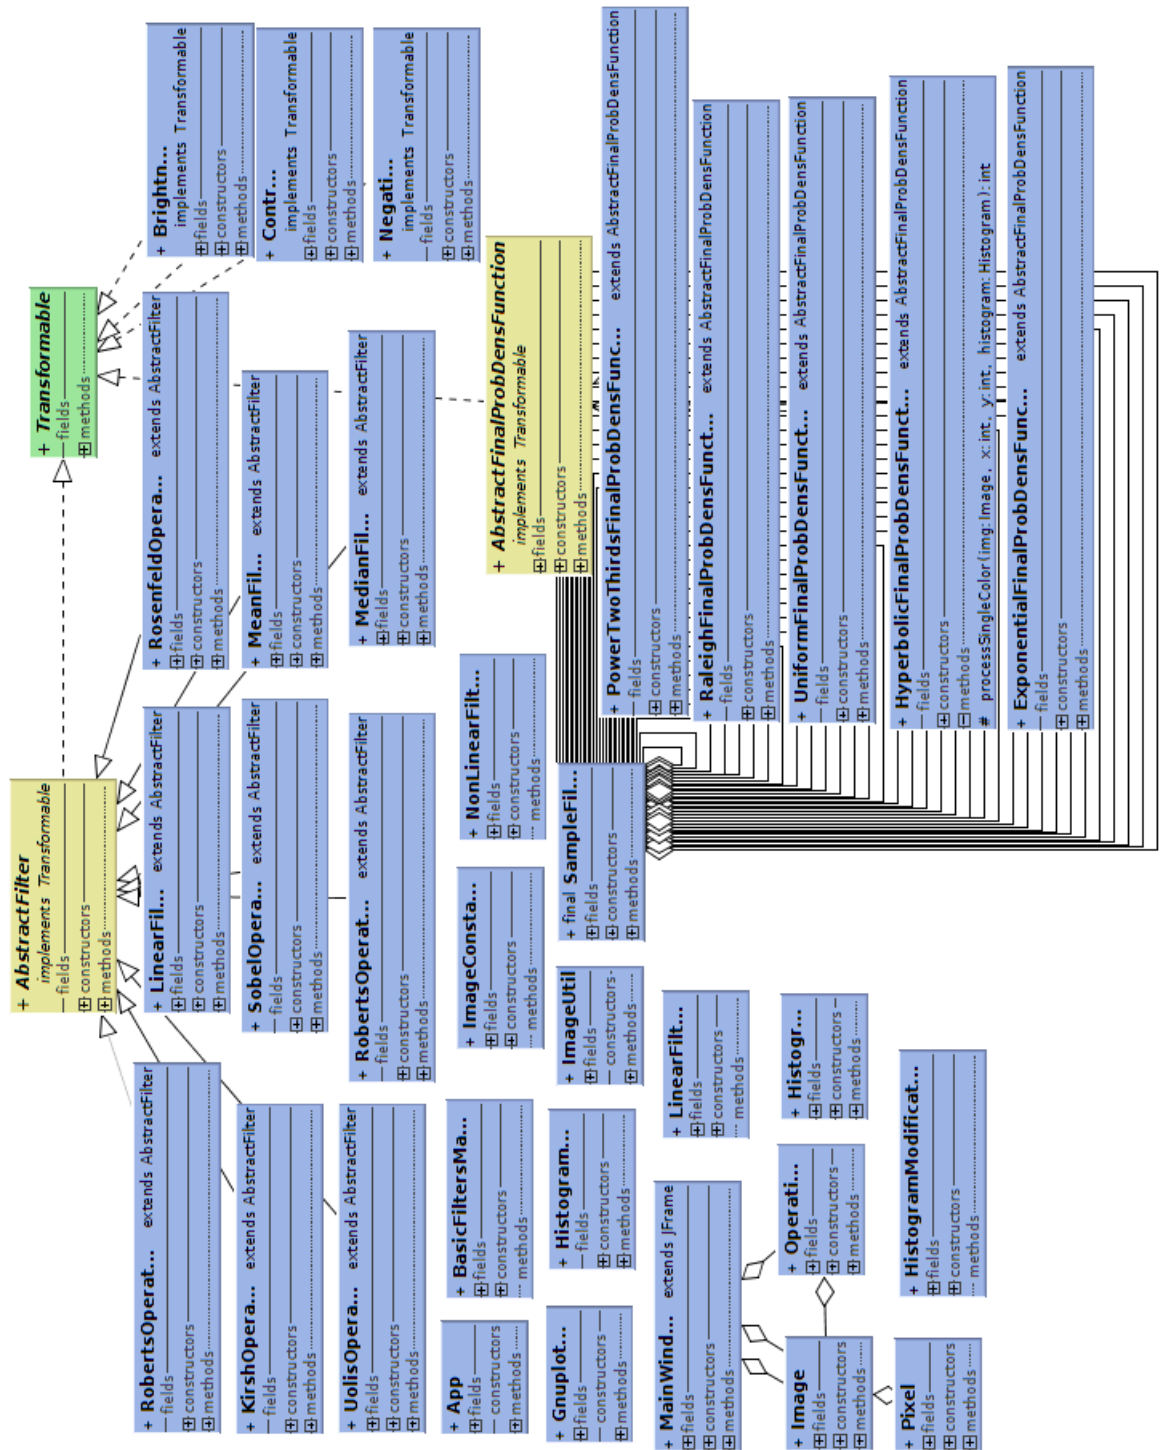 + AbstractFilter
implements Transformable
fields
constructors
methods
+ Transformable
fields
methods
+ RobertsOperat... extends AbstractFilter
fields
constructors
methods
+ LinearFil... extends AbstractFilter
fields
constructors
methods
+ RosenfeldOpera... extends AbstractFilter
fields
constructors
methods
+ Brightn...
implements Transformable
fields
constructors
methods
+ KirshOpera... extends AbstractFilter
fields
constructors
methods
+ SobelOpera... extends AbstractFilter
fields
constructors
methods
+ MeanFil... extends AbstractFilter
fields
constructors
methods
+ Contr...
implements Transformable
fields
constructors
methods
+ UolisOpera... extends AbstractFilter
fields
constructors
methods
+ RobertsOperat... extends AbstractFilter
fields
constructors
methods
+ MedianFil... extends AbstractFilter
fields
constructors
methods
+ Negati...
implements Transformable
fields
constructors
methods
+ App
fields
constructors
methods
+ BasicFiltersMa...
fields
constructors
methods
+ ImageConsta...
fields
constructors
methods
+ NonLinearFilt...
fields
constructors
methods
+ AbstractFinalProbDensFunction
implements Transformable
fields
constructors
methods
+ Gnuplot...
fields
constructors
methods
+ Histogram...
fields
constructors
methods
+ ImageUtil
fields
constructors
methods
+ final SampleFil...
fields
constructors
methods
+ PowerTwoThirdsFinalProbDensFunc... extends AbstractFinalProbDensFunction
fields
constructors
methods
+ MainWind... extends JFrame
fields
constructors
methods
+ LinearFilt...
fields
constructors
methods
+ RaleighFinalProbDensFunct... extends AbstractFinalProbDensFunction
fields
constructors
methods
+ Image
fields
constructors
methods
+ Operati...
fields
constructors
methods
+ Histogr...
fields
constructors
methods
+ UniformFinalProbDensFunct... extends AbstractFinalProbDensFunction
fields
constructors
methods
+ Pixel
fields
constructors
methods
+ HistogramModificat...
fields
constructors
methods
+ HyperbolicFinalProbDensFunct... extends AbstractFinalProbDensFunction
fields
constructors
methods
# processSingleColor(img: Image, x: int, y: int, histogram: Histogram): int
+ ExponentialFinalProbDensFunc... extends AbstractFinalProbDensFunction
fields
constructors
methods